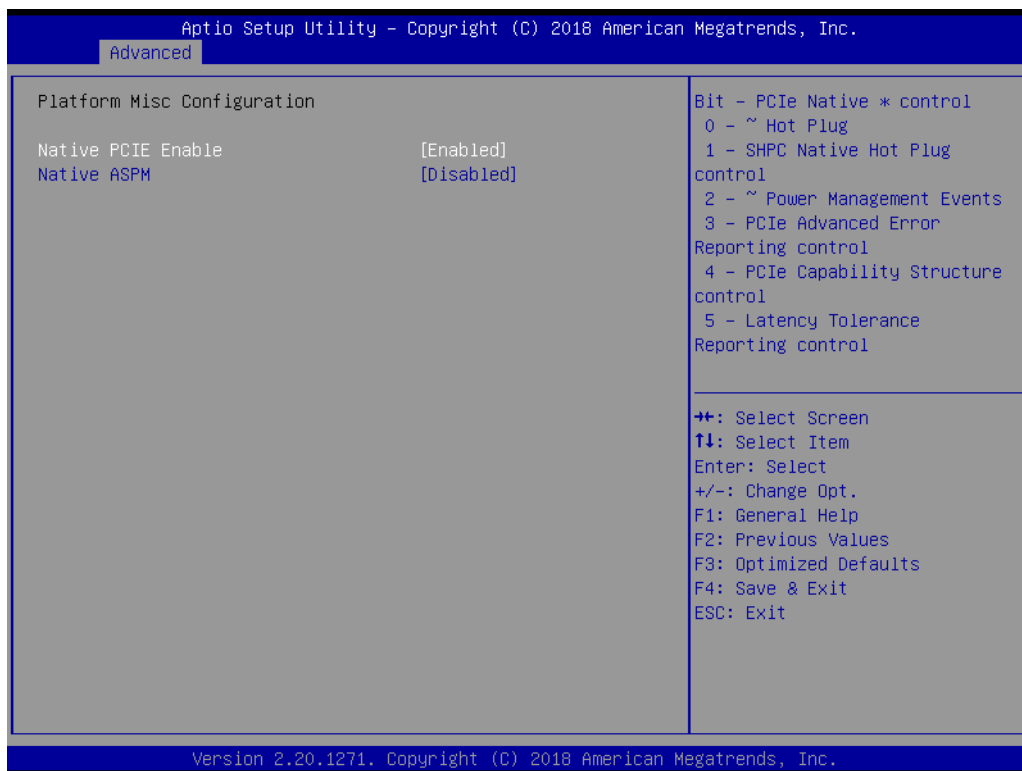 Aptio Setup Utility – Copyright (C) 2018 American Megatrends, Inc.
Advanced
Platform Misc Configuration
Native PCIE Enable [Enabled]
Native ASPM [Disabled]
Bit – PCIe Native * control
0 – ~ Hot Plug
1 – SHPC Native Hot Plug
control
2 – ~ Power Management Events
3 – PCIe Advanced Error
Reporting control
4 – PCIe Capability Structure
control
5 – Latency Tolerance
Reporting control
→←: Select Screen
↑↓: Select Item
Enter: Select
+/-: Change Opt.
F1: General Help
F2: Previous Values
F3: Optimized Defaults
F4: Save & Exit
ESC: Exit
Version 2.20.1271. Copyright (C) 2018 American Megatrends, Inc.